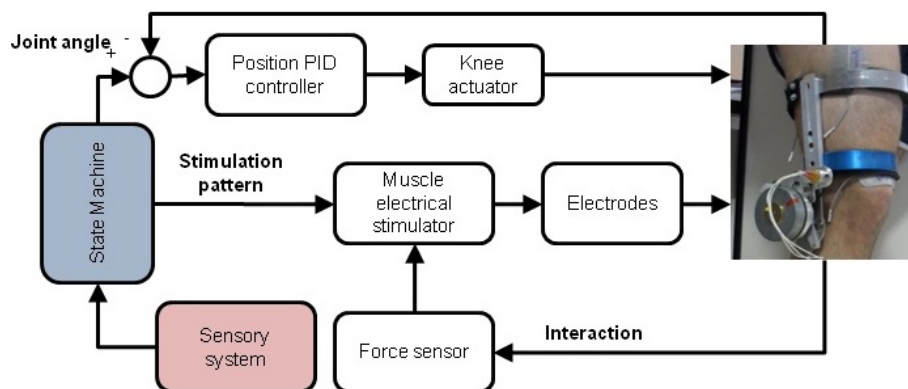 Joint angle
+
-
Position PID
controller
Knee
actuator
State Machine
Stimulation
pattern
Muscle
electrical
stimulator
Electrodes
Sensory
system
Force sensor
Interaction